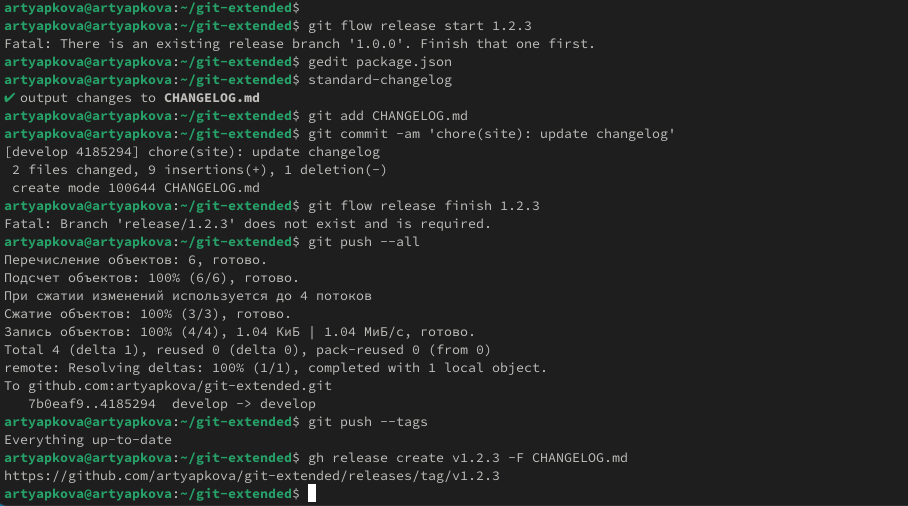 artyapkova@artyapkova:~/git-extended$
artyapkova@artyapkova:~/git-extended$ git flow release start 1.2.3
Fatal: There is an existing release branch '1.0.0'. Finish that one first.
artyapkova@artyapkova:~/git-extended$ gedit package.json
artyapkova@artyapkova:~/git-extended$ standard-changelog
✔ output changes to CHANGELOG.md
artyapkova@artyapkova:~/git-extended$ git add CHANGELOG.md
artyapkova@artyapkova:~/git-extended$ git commit -am 'chore(site): update changelog'
[develop 4185294] chore(site): update changelog
 2 files changed, 9 insertions(+), 1 deletion(-)
 create mode 100644 CHANGELOG.md
artyapkova@artyapkova:~/git-extended$ git flow release finish 1.2.3
Fatal: Branch 'release/1.2.3' does not exist and is required.
artyapkova@artyapkova:~/git-extended$ git push --all
Перечисление объектов: 6, готово.
Подсчет объектов: 100% (6/6), готово.
При сжатии изменений используется до 4 потоков
Сжатие объектов: 100% (3/3), готово.
Запись объектов: 100% (4/4), 1.04 КиБ | 1.04 МиБ/с, готово.
Total 4 (delta 1), reused 0 (delta 0), pack-reused 0 (from 0)
remote: Resolving deltas: 100% (1/1), completed with 1 local object.
To github.com:artyapkova/git-extended.git
   7b0eaf9..4185294  develop -> develop
artyapkova@artyapkova:~/git-extended$ git push --tags
Everything up-to-date
artyapkova@artyapkova:~/git-extended$ gh release create v1.2.3 -F CHANGELOG.md
https://github.com/artyapkova/git-extended/releases/tag/v1.2.3
artyapkova@artyapkova:~/git-extended$